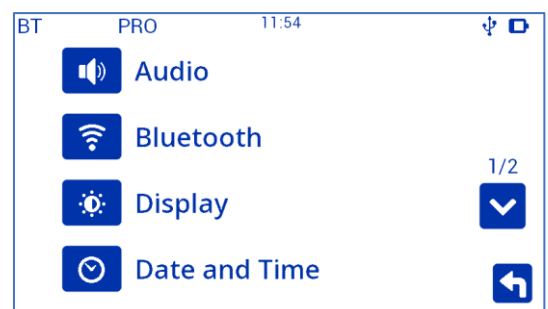 BT PRO 11:54
Audio
Bluetooth
1/2
Display
Date and Time